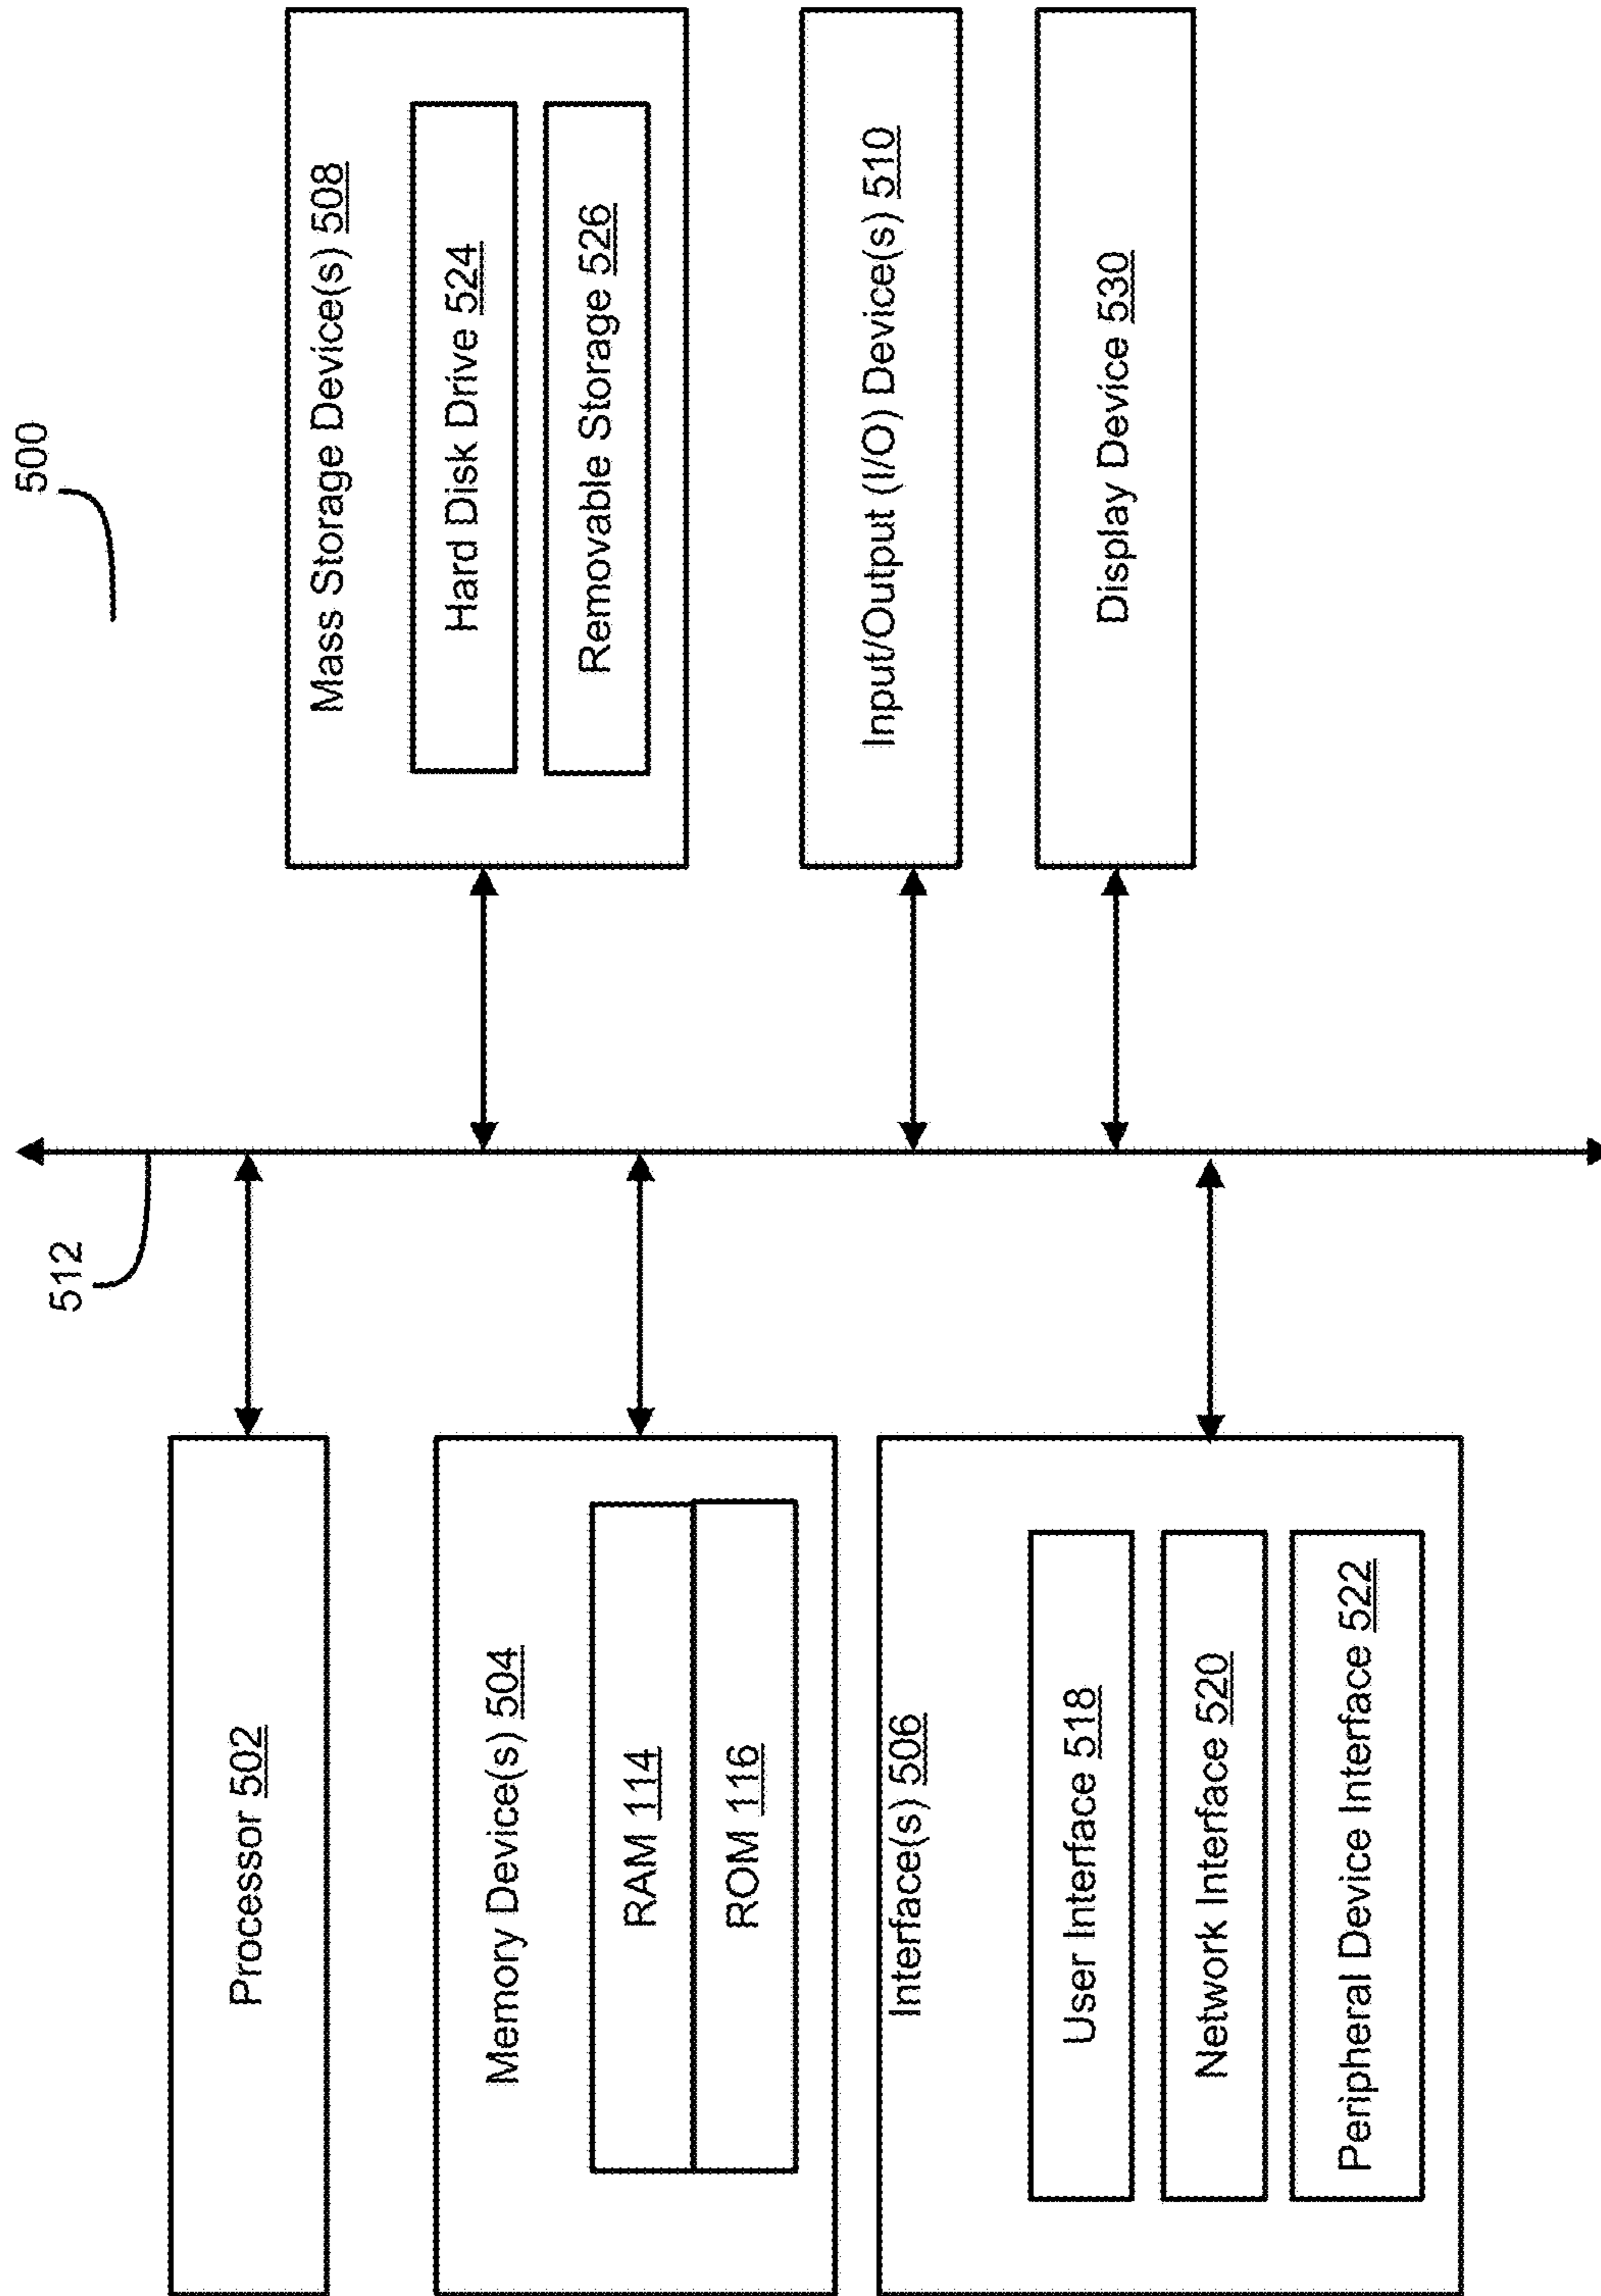 500
512
Processor 502
Memory Device(s) 504
RAM 114
ROM 116
Interface(s) 506
User Interface 518
Network Interface 520
Peripheral Device Interface 522
Mass Storage Device(s) 508
Hard Disk Drive 524
Removable Storage 526
Input/Output (I/O) Device(s) 510
Display Device 530